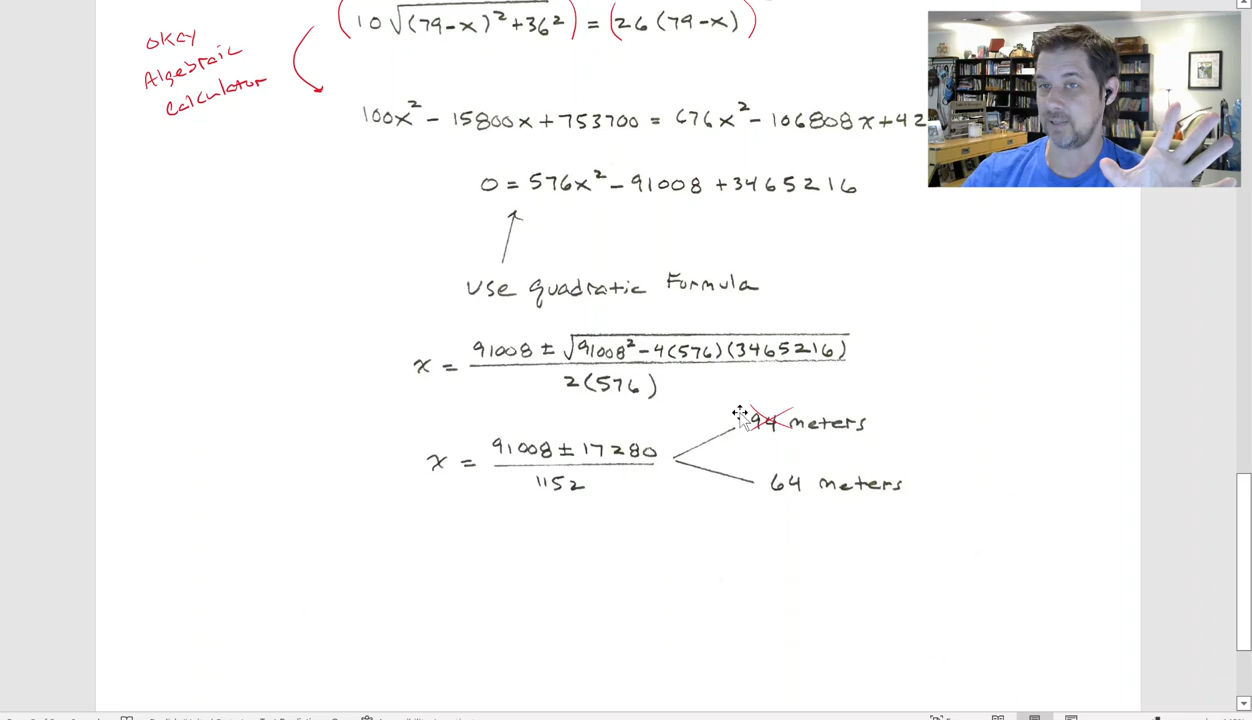 (10√((79-x)²+36²)) = (26(79-x))
okay
Algebraic
calculator
100x² - 15800x + 753700 = 676x² - 106808x + 42
0 = 576x² - 91008 + 3465216
Use quadratic Formula
x = (91008 ± √(91008² - 4(576)(3465216))) / 2(576)
94 meters
x = (91008 ± 17280) / 1152
64 meters